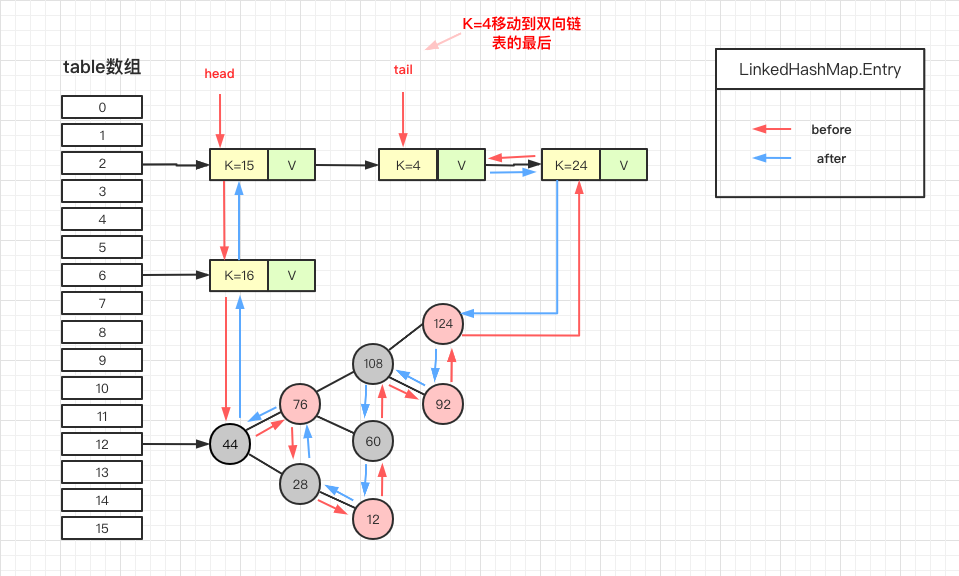 K=4移动到双向链
表的最后
table数组
head
tail
LinkedHashMap.Entry
before
after
0
1
2
K=15
V
K=4
V
K=24
V
3
4
5
6
K=16
V
7
8
9
10
11
12
13
14
15
124
108
76
92
44
60
28
12